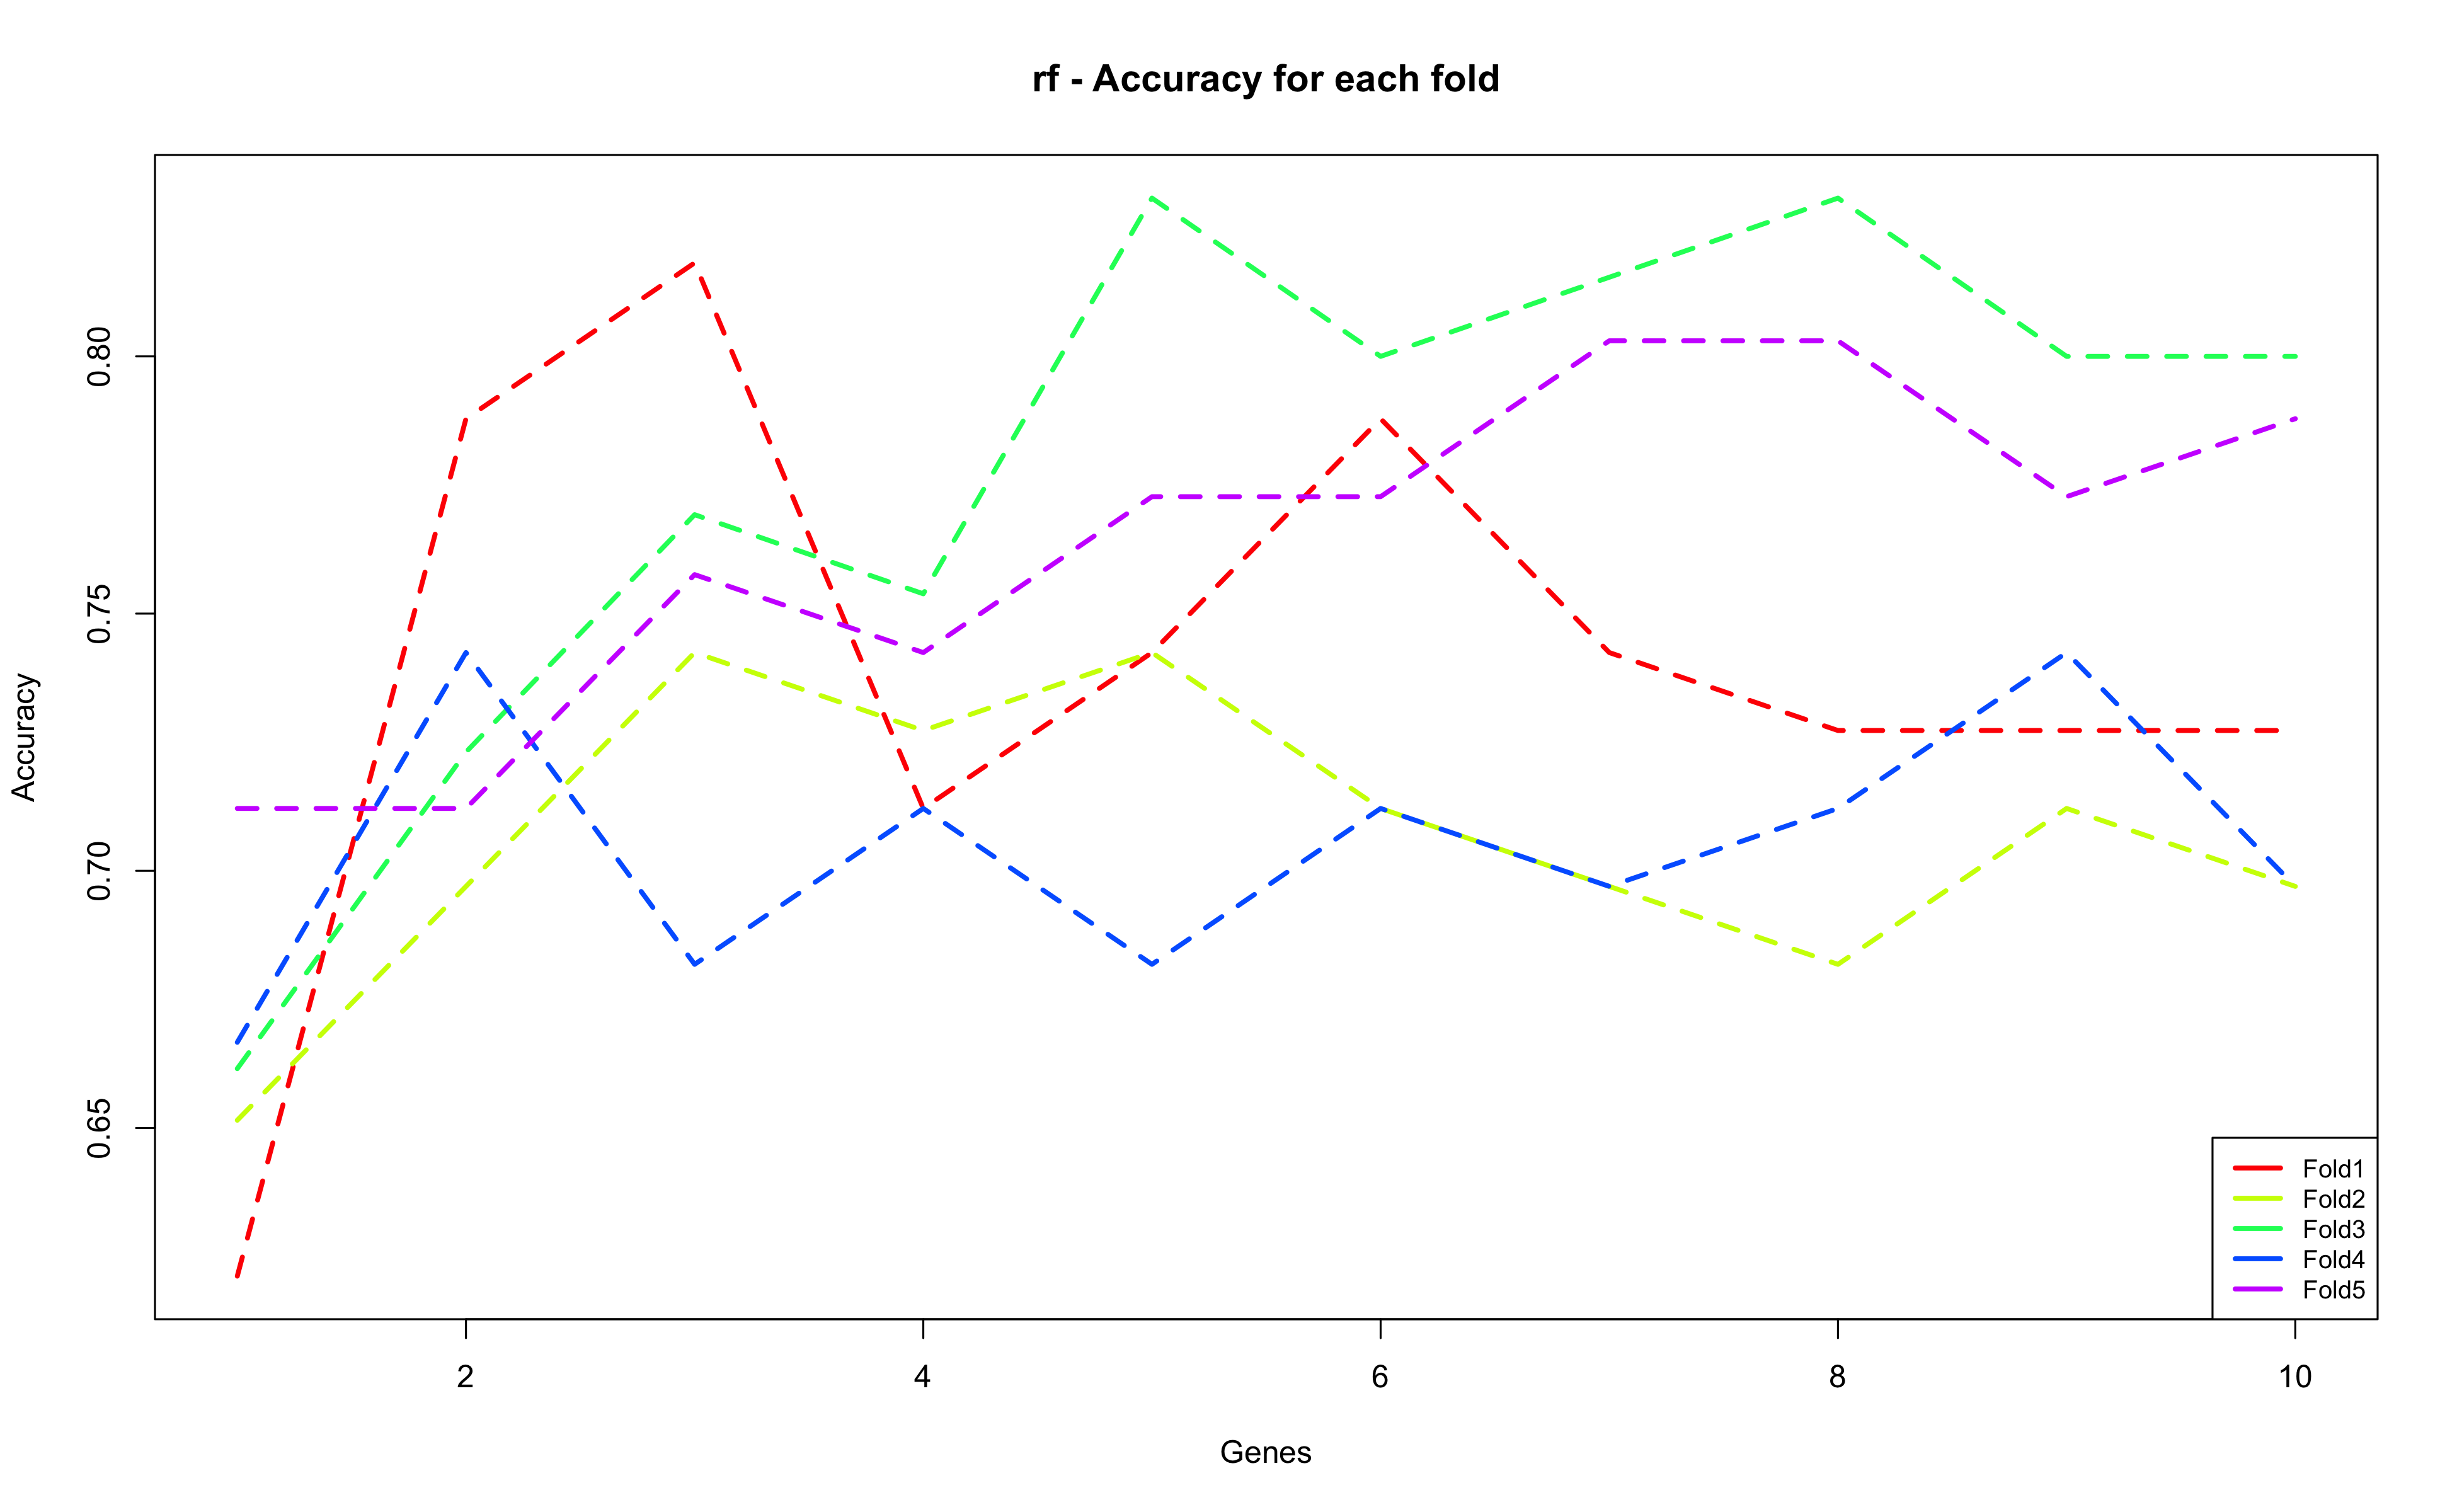 rf - Accuracy for each fold
Accuracy
0.80
0.75
0.70
0.65
2
4
6
8
10
Genes
Fold1
Fold2
Fold3
Fold4
Fold5